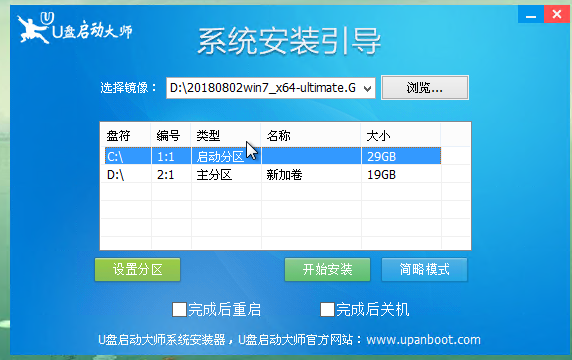 U盘启动大师
系统安装引导
选择镜像： D:\20180802win7_x64-ultimate.G 浏览...
盘符 编号 类型 名称 大小
C:\ 1:1 启动分区 29GB
D:\ 2:1 主分区 新加卷 19GB
设置分区 开始安装 简略模式
完成后重启 完成后关机
U盘启动大师系统安装器，U盘启动大师官方网站：www.upanboot.com